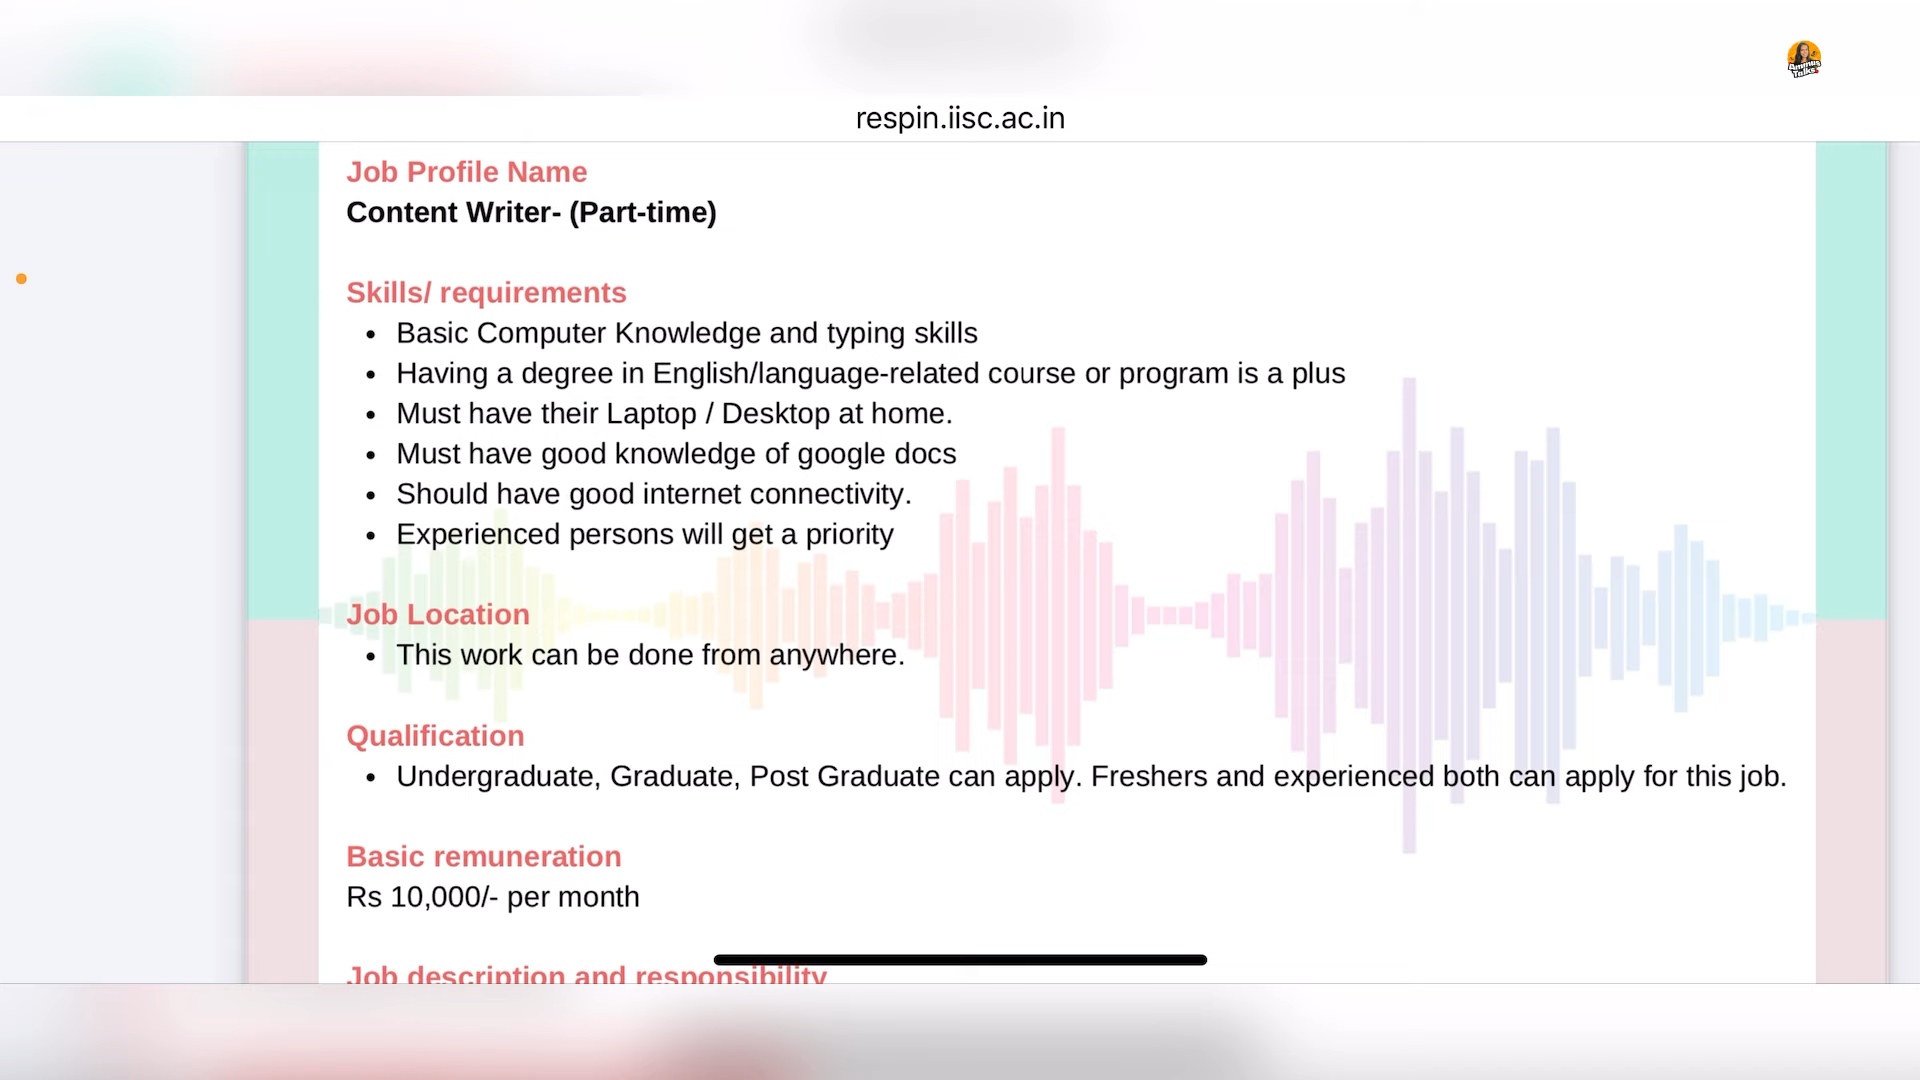 Aminus
Talks
respin.iisc.ac.in
Job Profile Name
Content Writer- (Part-time)
Skills/ requirements
• Basic Computer Knowledge and typing skills
• Having a degree in English/language-related course or program is a plus
• Must have their Laptop / Desktop at home.
• Must have good knowledge of google docs
• Should have good internet connectivity.
• Experienced persons will get a priority
Job Location
• This work can be done from anywhere.
Qualification
• Undergraduate, Graduate, Post Graduate can apply. Freshers and experienced both can apply for this job.
Basic remuneration
Rs 10,000/- per month
Job description and responsibility